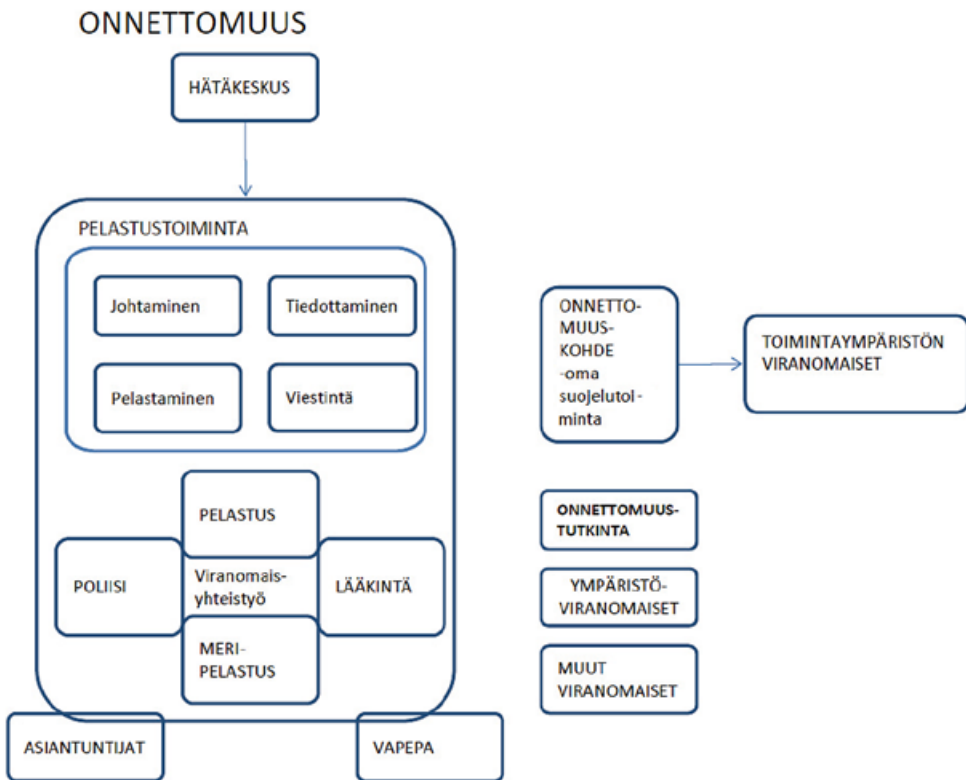 ONNETTOMUUS
HÄTÄKESKUS
PELASTUSTOIMINTA
Johtaminen
Tiedottaminen
Pelastaminen
Viestintä
PELASTUS
POLIISI
Viranomais-
yhteistyö
LÄÄKINTÄ
MERI-
PELASTUS
ASIANTUNTIJAT
VAPEPA
ONNETTO-
MUUS-
KOHDE
-oma
suojelutoi-
minta
TOIMINTAYMPÄRISTÖN
VIRANOMAISET
ONNETTOMUUS-
TUTKINTA
YMPÄRISTÖ-
VIRANOMAISET
MUUT
VIRANOMAISET